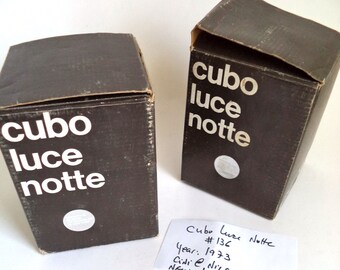 cubo
luce
notte
cubo
luce
notte
Cubo Luce Notte
#136
Year: 1973